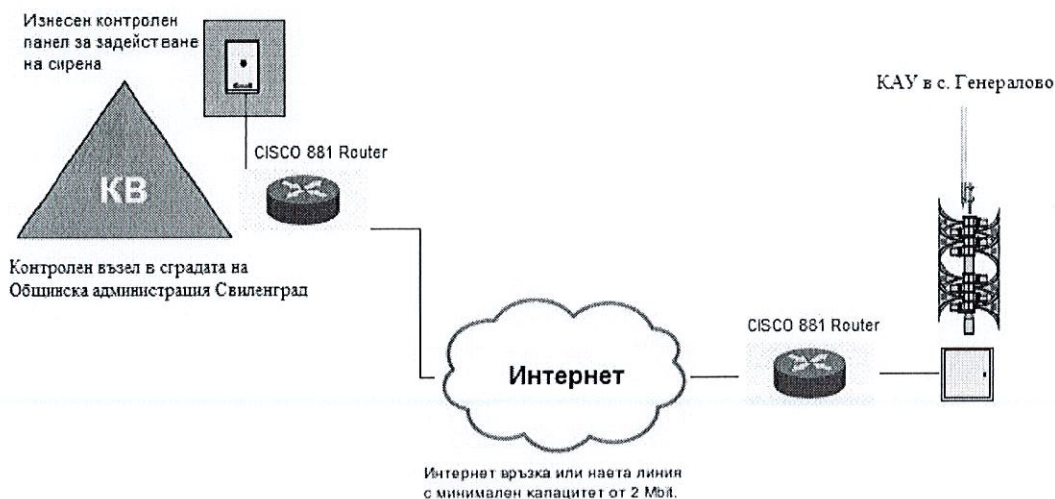 Изнесен контролен
панел за задействане
на сирена
КАУ в с. Генералово
CISCO 881 Router
КВ
Контролен възел в сградата на
Общинска администрация Свиленград
CISCO 881 Router
Интернет
Интернет връзка или наета линия
с минимален капацитет от 2 Mbit.